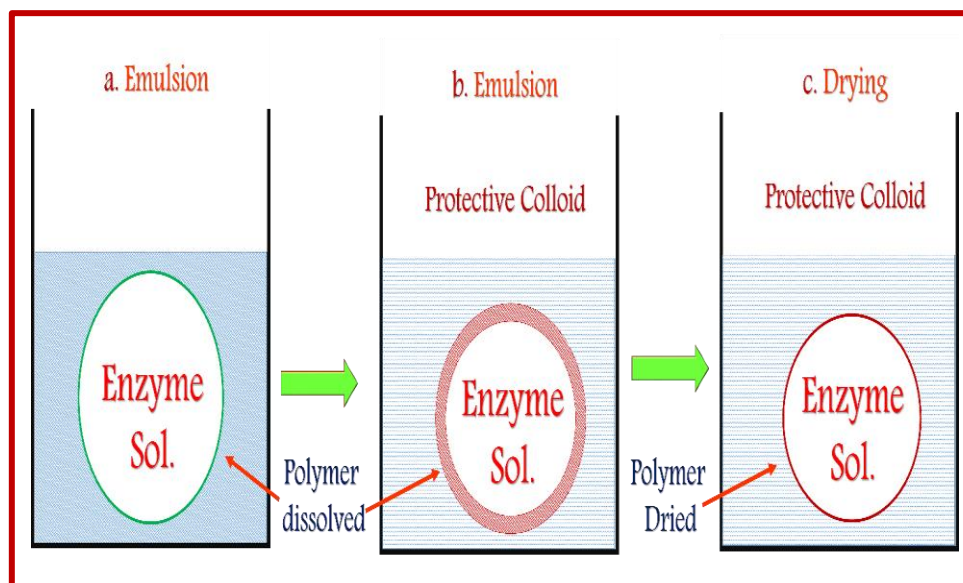 a. Emulsion
b. Emulsion
c. Drying
Protective Colloid
Protective Colloid
Enzyme
Sol.
Enzyme
Sol.
Enzyme
Sol.
Polymer
dissolved
Polymer
Dried